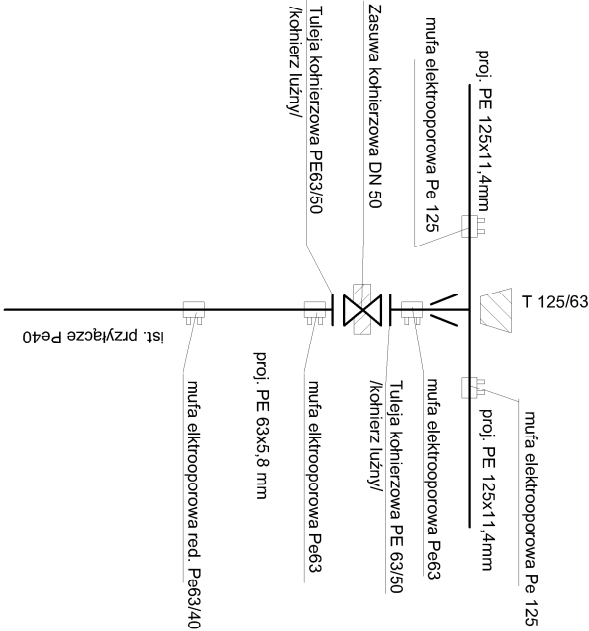 proj. PE 125x11,4mm
mufa elektrooporowa Pe 125
Zasuwa kołnierzowa DN 50
Tuleja kołnierzowa PE63/50
/kołnierz luźny/
T 125/63
ist. przyłącze Pe40
mufa elektrooporowa Pe 125
proj. PE 125x11,4mm
mufa elektrooporowa Pe63
Tuleja kołnierzowa PE 63/50
/kołnierz luźny/
mufa elktrooporowa Pe63
proj. PE 63x5,8 mm
mufa elktrooporowa red. Pe63/40